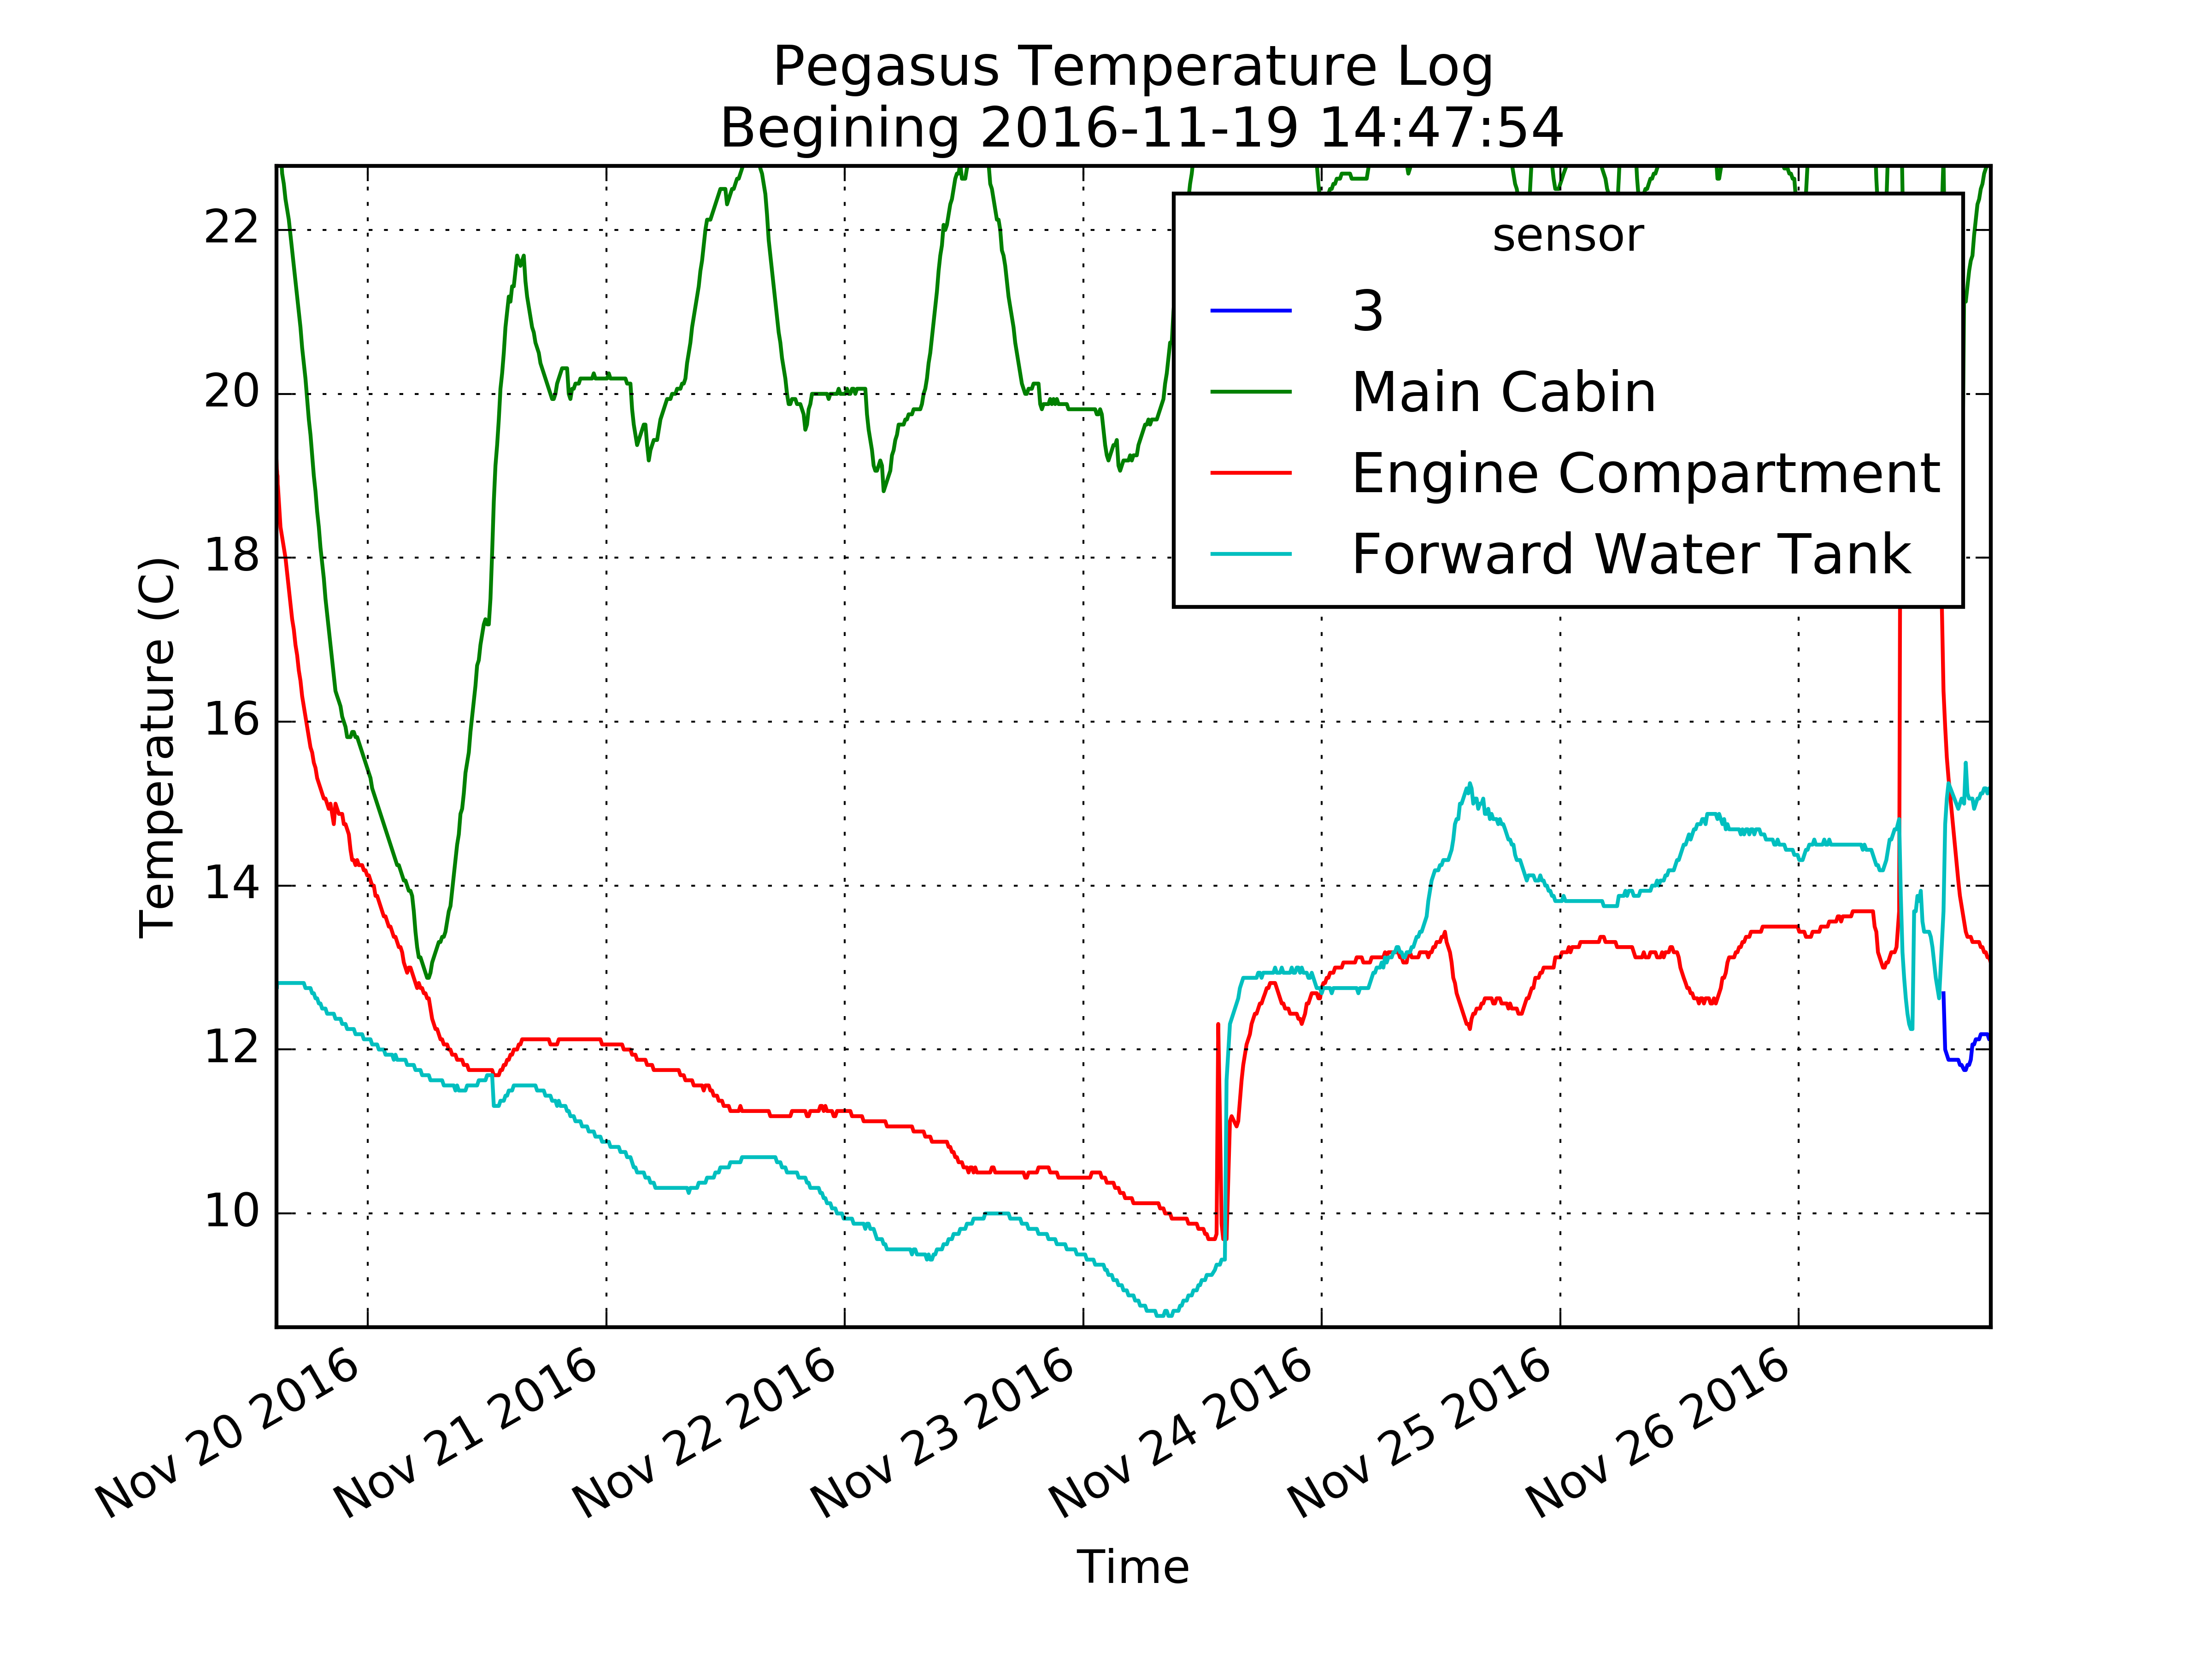 Pegasus Temperature Log
Begining 2016-11-19 14:47:54
22
20
18
16
14
12
10
Temperature (C)
sensor
3
Main Cabin
Engine Compartment
Forward Water Tank
Nov 20 2016
Nov 21 2016
Nov 22 2016
Nov 23 2016
Nov 24 2016
Nov 25 2016
Nov 26 2016
Time